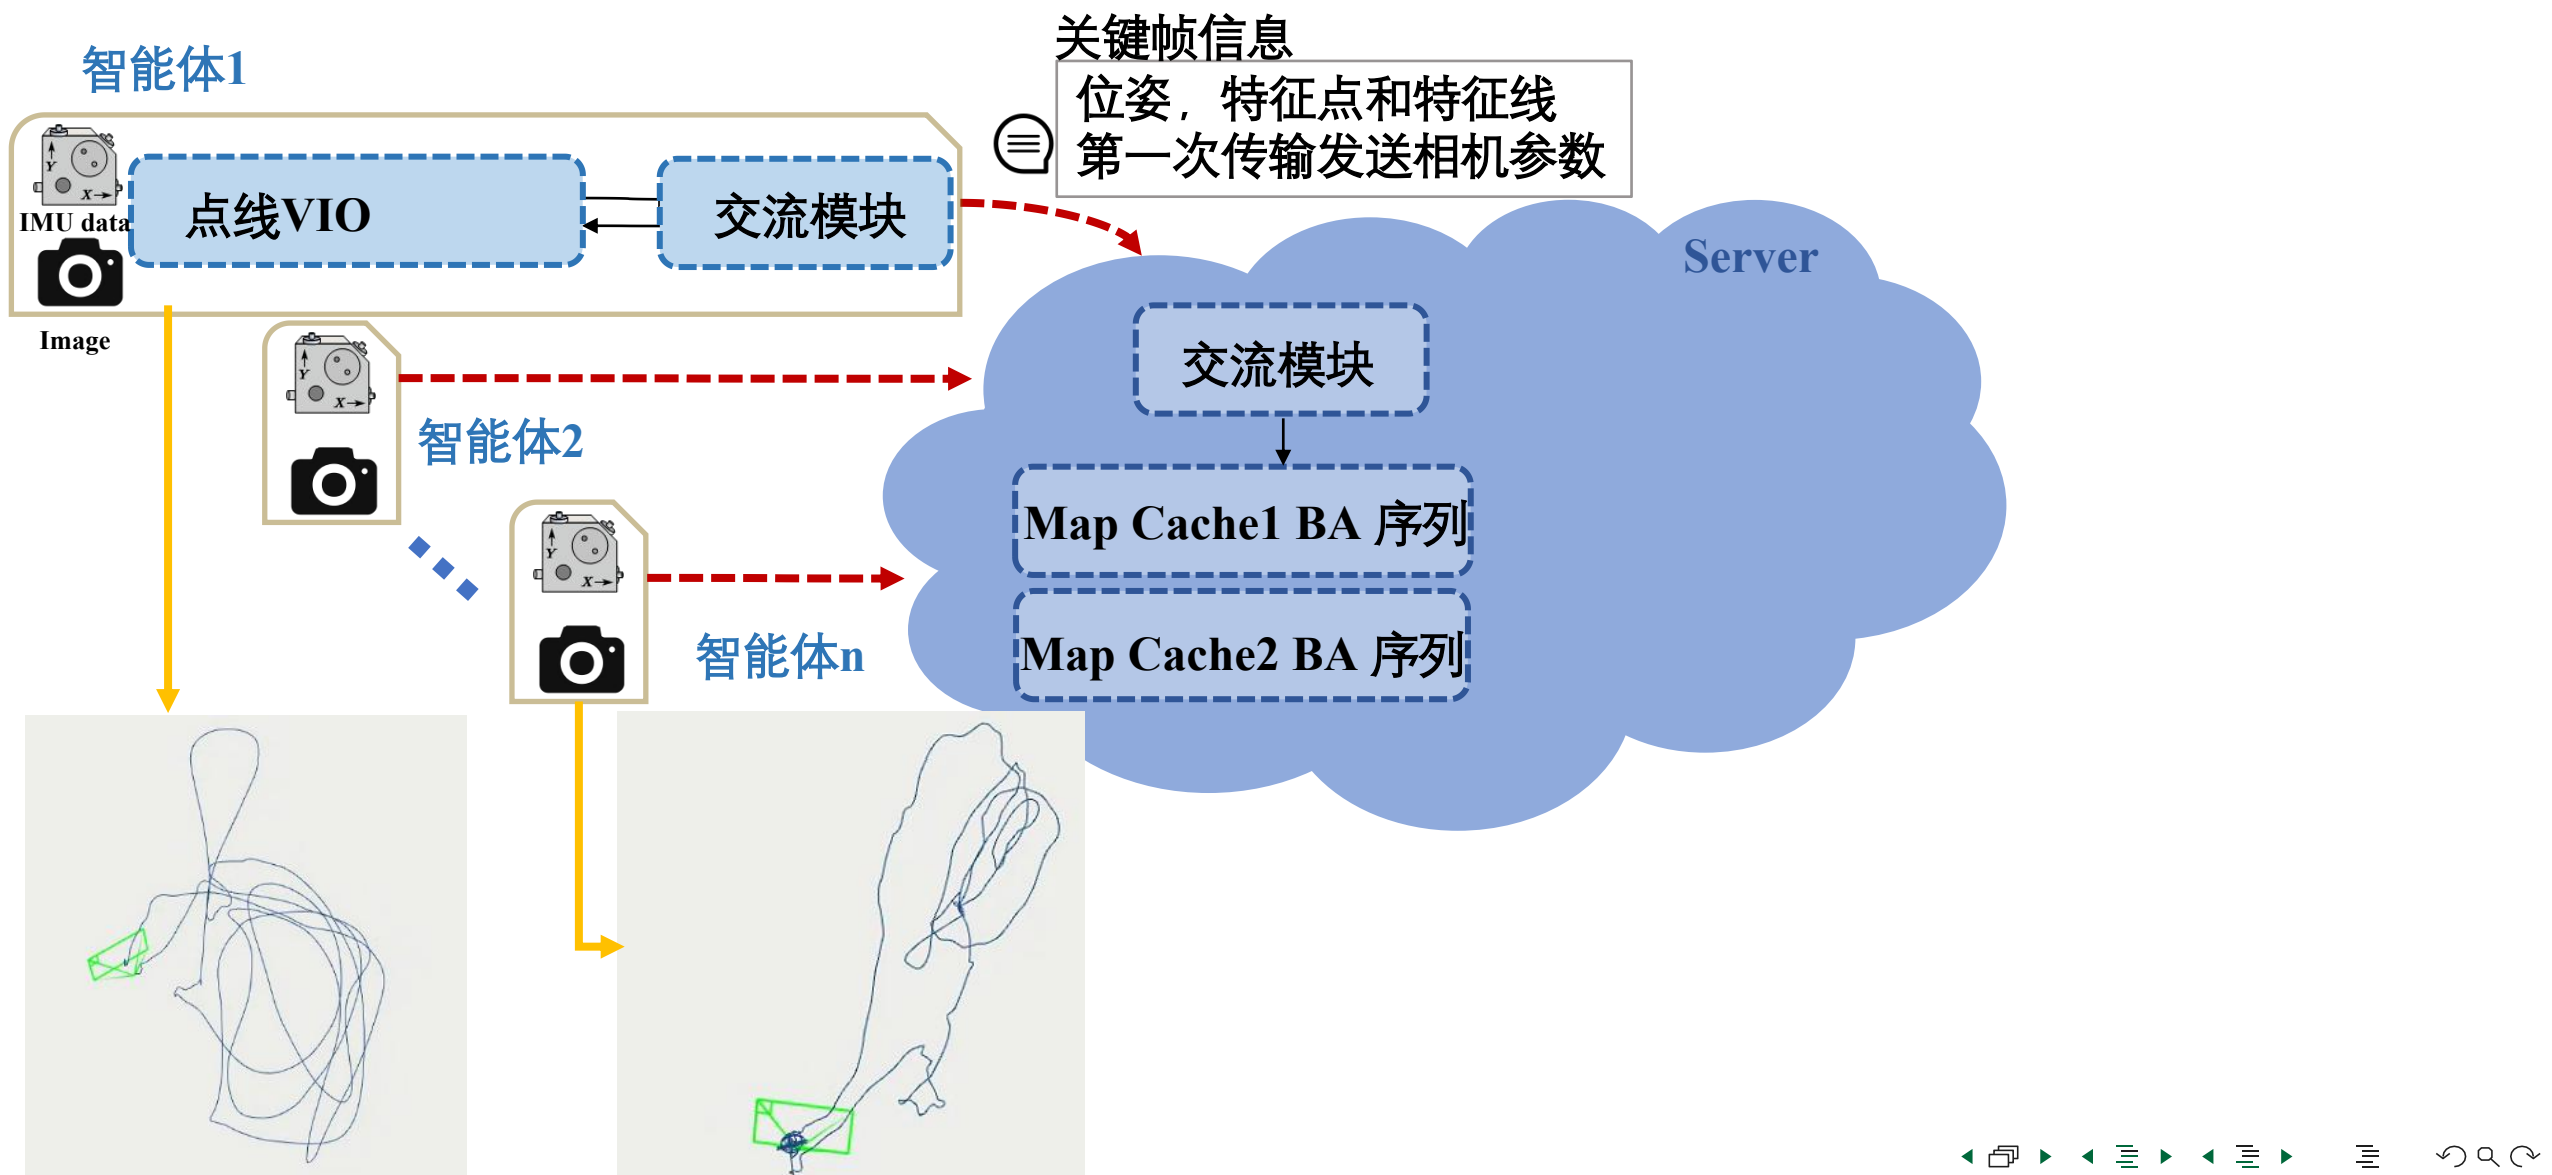 关键帧信息
智能体1
位姿，特征点和特征线
第一次传输发送相机参数
Y
X
IMU data
点线VIO
交流模块
Image
Server
Y
X
交流模块
智能体2
Map Cache1 BA 序列
Y
X
智能体n
Map Cache2 BA 序列